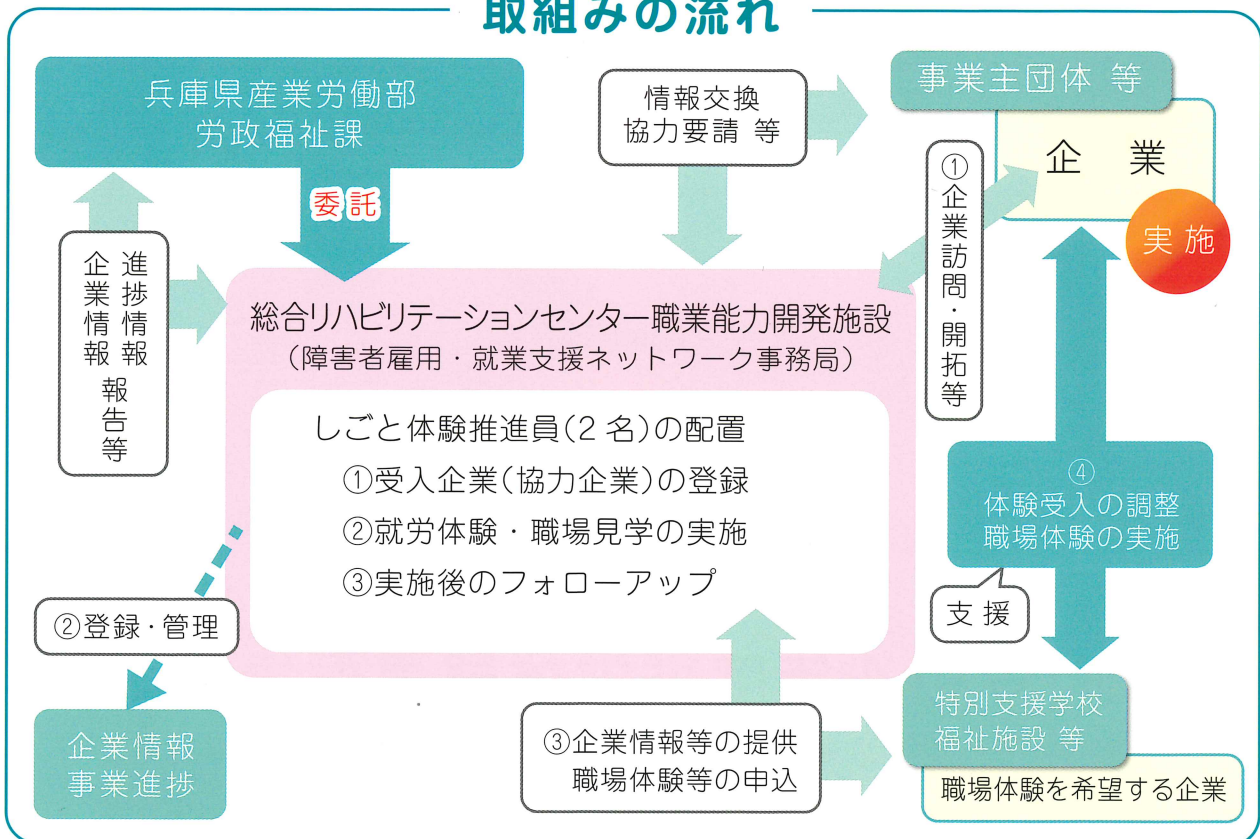 取組みの流れ
兵庫県産業労働部
労政福祉課
委託
情報交換
協力要請 等
事業主団体 等
企 業
実 施
①企業訪問・開拓等
進捗情報
企業情報
報告等
総合リハビリテーションセンター職業能力開発施設
（障害者雇用・就業支援ネットワーク事務局）
しごと体験推進員(2名)の配置
①受入企業(協力企業)の登録
②就労体験・職場見学の実施
③実施後のフォローアップ
④
体験受入の調整
職場体験の実施
支 援
②登録・管理
企業情報
事業進捗
③企業情報等の提供
職場体験等の申込
特別支援学校
福祉施設 等
職場体験を希望する企業